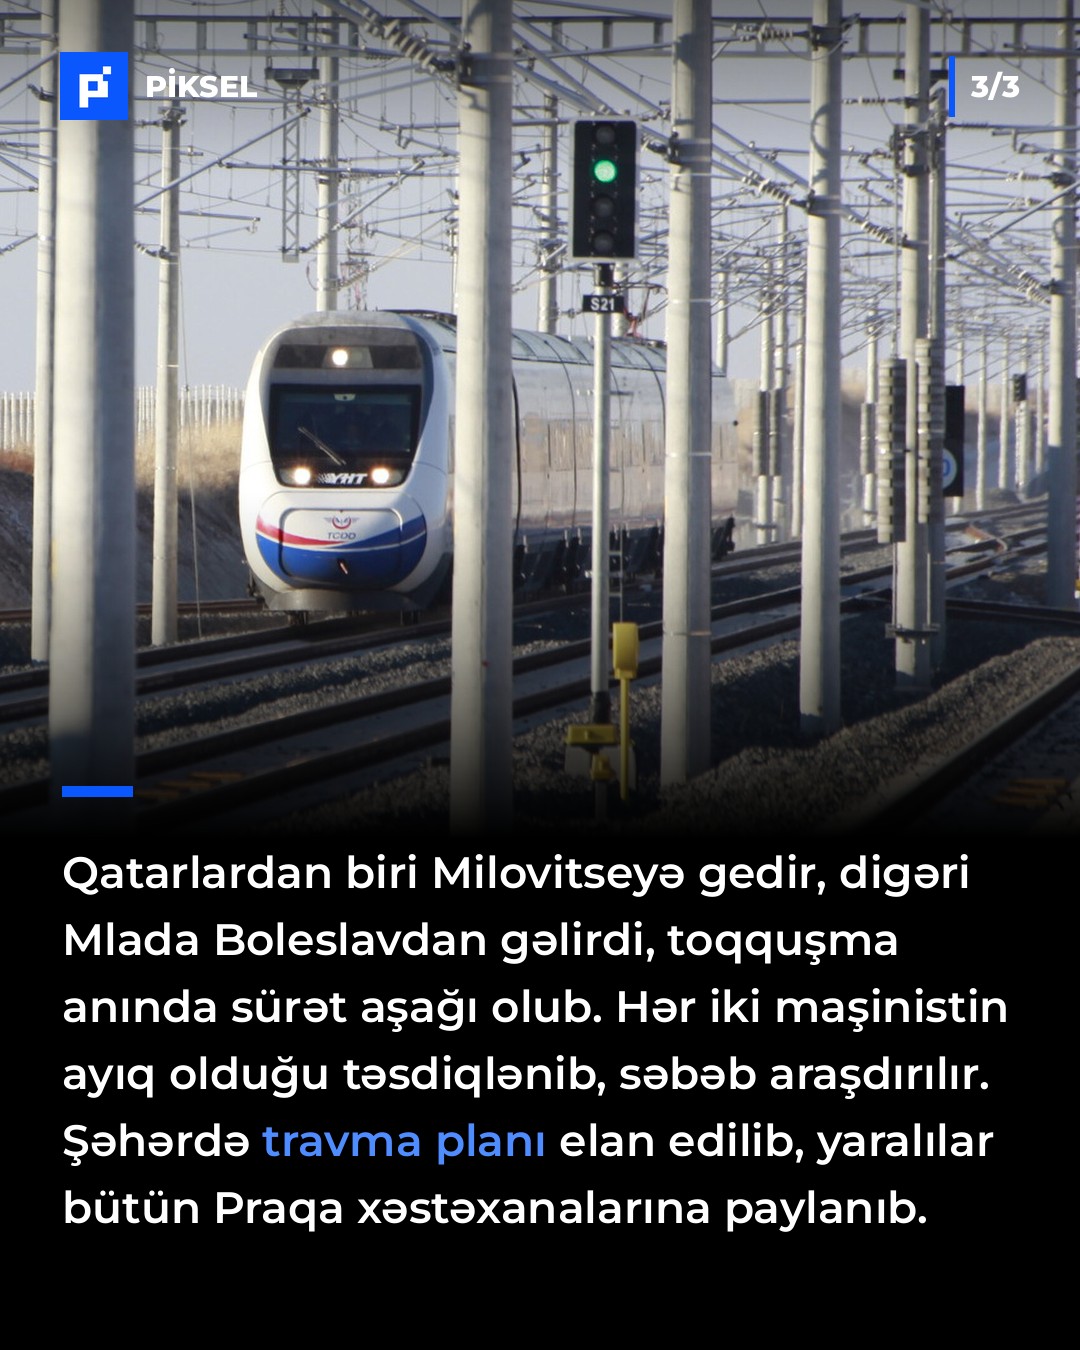 PİKSEL
3/3
S21
YHT
TCDD
Qatarlardan biri Milovitseyə gedir, digəri
Mlada Boleslavdan gəlirdi, toqquşma
anında sürət aşağı olub. Hər iki maşinistin
ayıq olduğu təsdiqlənib, səbəb araşdırılır.
Şəhərdə travma planı elan edilib, yaralılar
bütün Praqa xəstəxanalarına paylanıb.